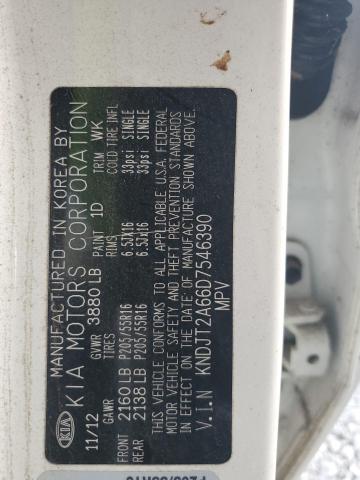 MANUFACTURED IN KOREA BY
KIA KIA MOTORS CORPORATION
11/12 GVWR 3880 LB PAINT 1D TRIM WK
GAWR TIRES RIMS COLD TIRE INFL
FRONT 2160 LB P205/55R16 6.5JX16 33psi SINGLE
REAR 2138 LB P205/55R16 6.5JX16 33psi SINGLE
THIS VEHICLE CONFORMS TO ALL APPLICABLE U.S.A. FEDERAL
MOTOR VEHICLE SAFETY AND THEFT PREVENTION STANDARDS
IN EFFECT ON THE DATE OF MANUFACTURE SHOWN ABOVE.
V.I.N KNDJT2A66D7546390
MPV